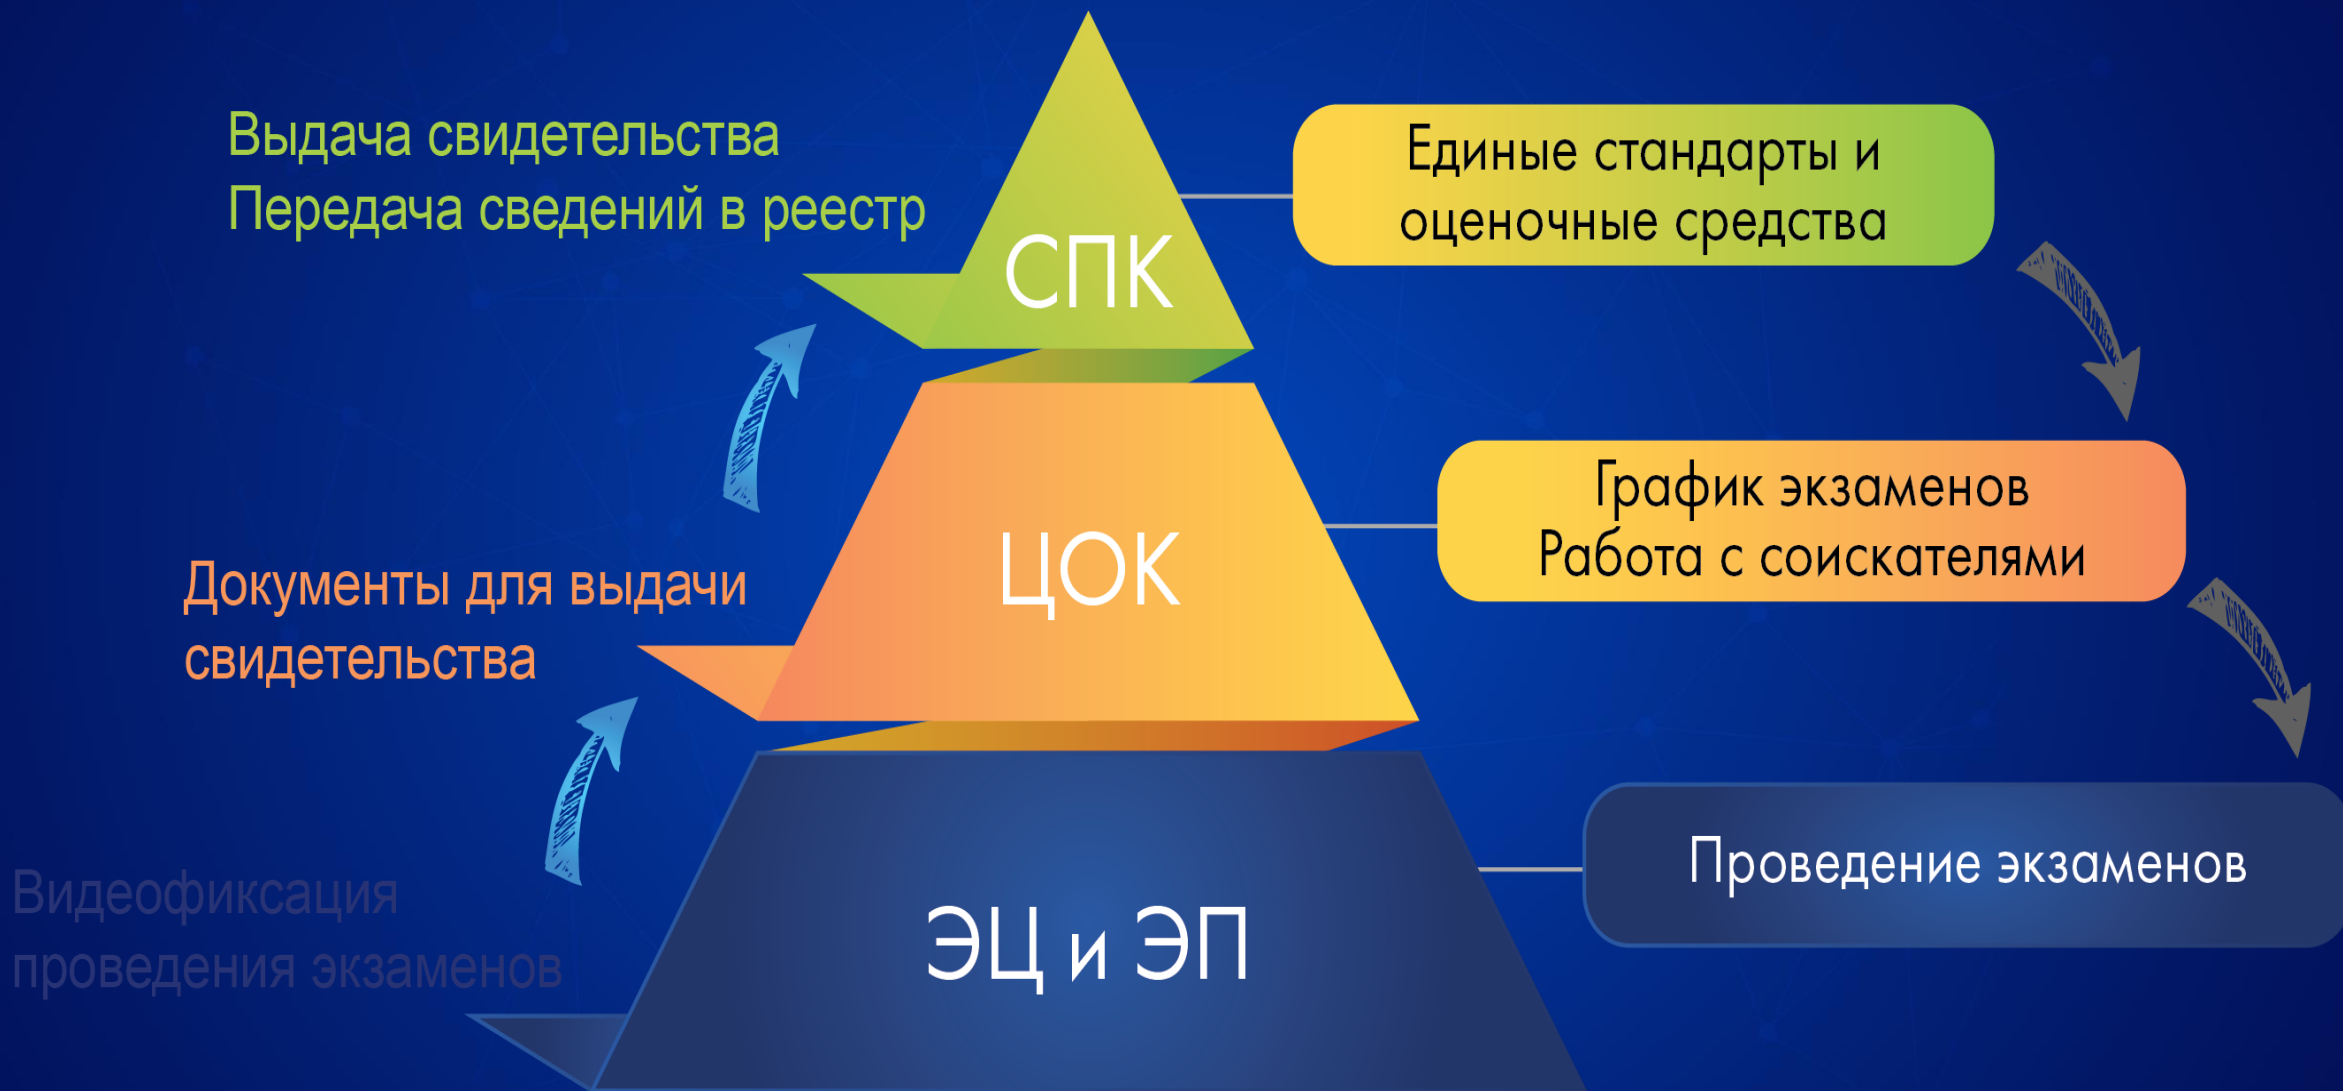 Выдача свидетельства
Передача сведений в реестр
СПК
Единые стандарты и
оценочные средства
Документы для выдачи
свидетельства
ЦОК
График экзаменов
Работа с соискателями
Видеофиксация
проведения экзаменов
ЭЦ и ЭП
Проведение экзаменов